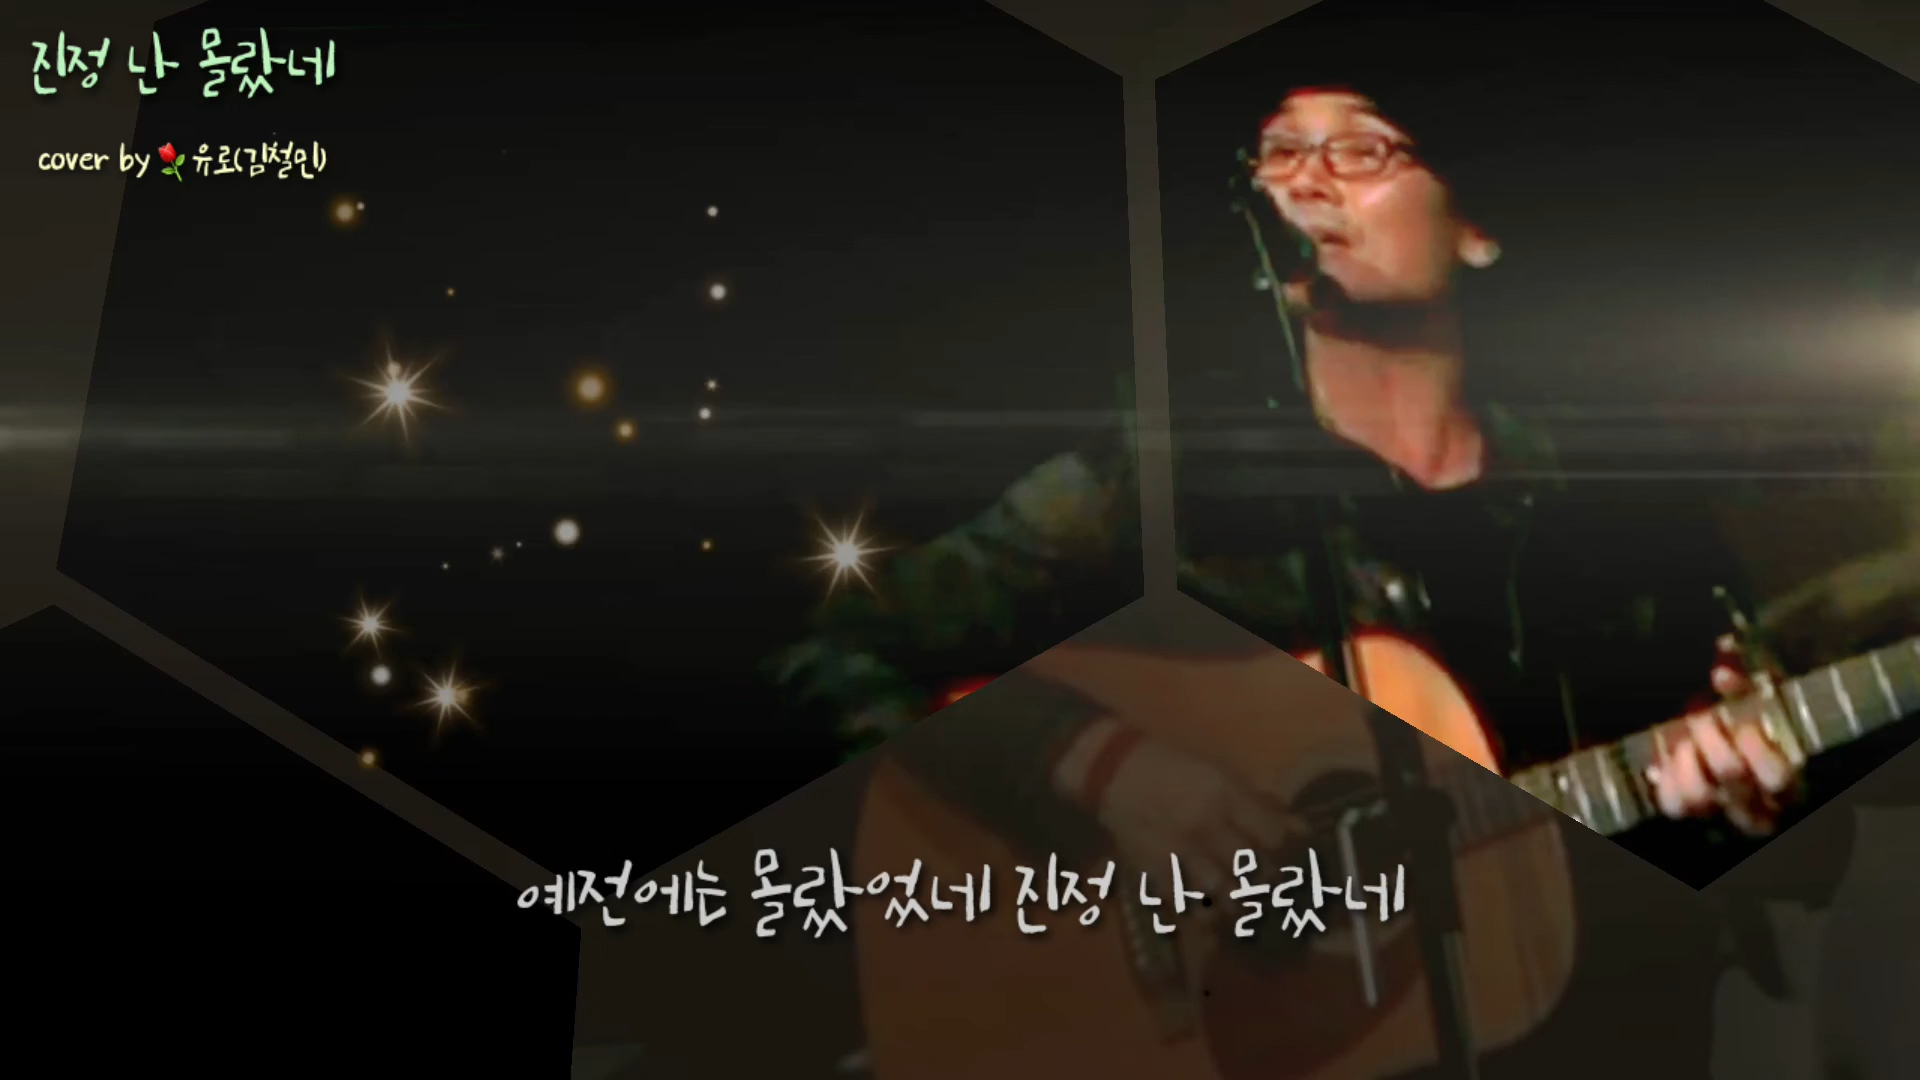 진정 난 몰랐네
cover by🌹유로(김철민)
예전에는 몰랐었네 진정 난 몰랐네